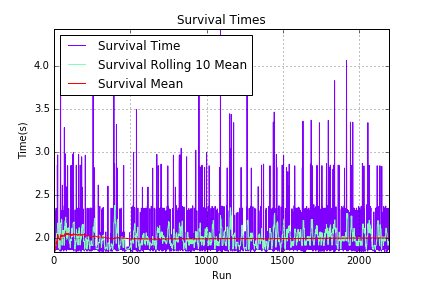 Survival Times
Survival Time
Survival Rolling 10 Mean
Survival Mean
Time(s)
4.0
3.5
3.0
2.5
2.0
0
500
1000
1500
2000
Run